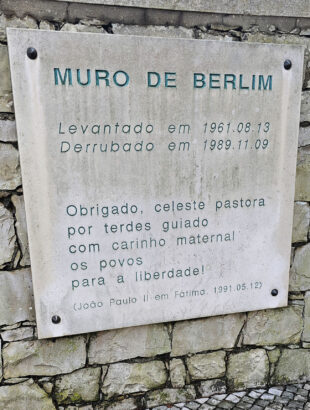 MURO DE BERLIM
Levantado em 1961.08.13
Derrubado em 1989.11.09
Obrigado, celeste pastora
por terdes guiado
com carinho maternal
os povos
para a liberdade!
(João Paulo II em Fátima, 1991.05.12)